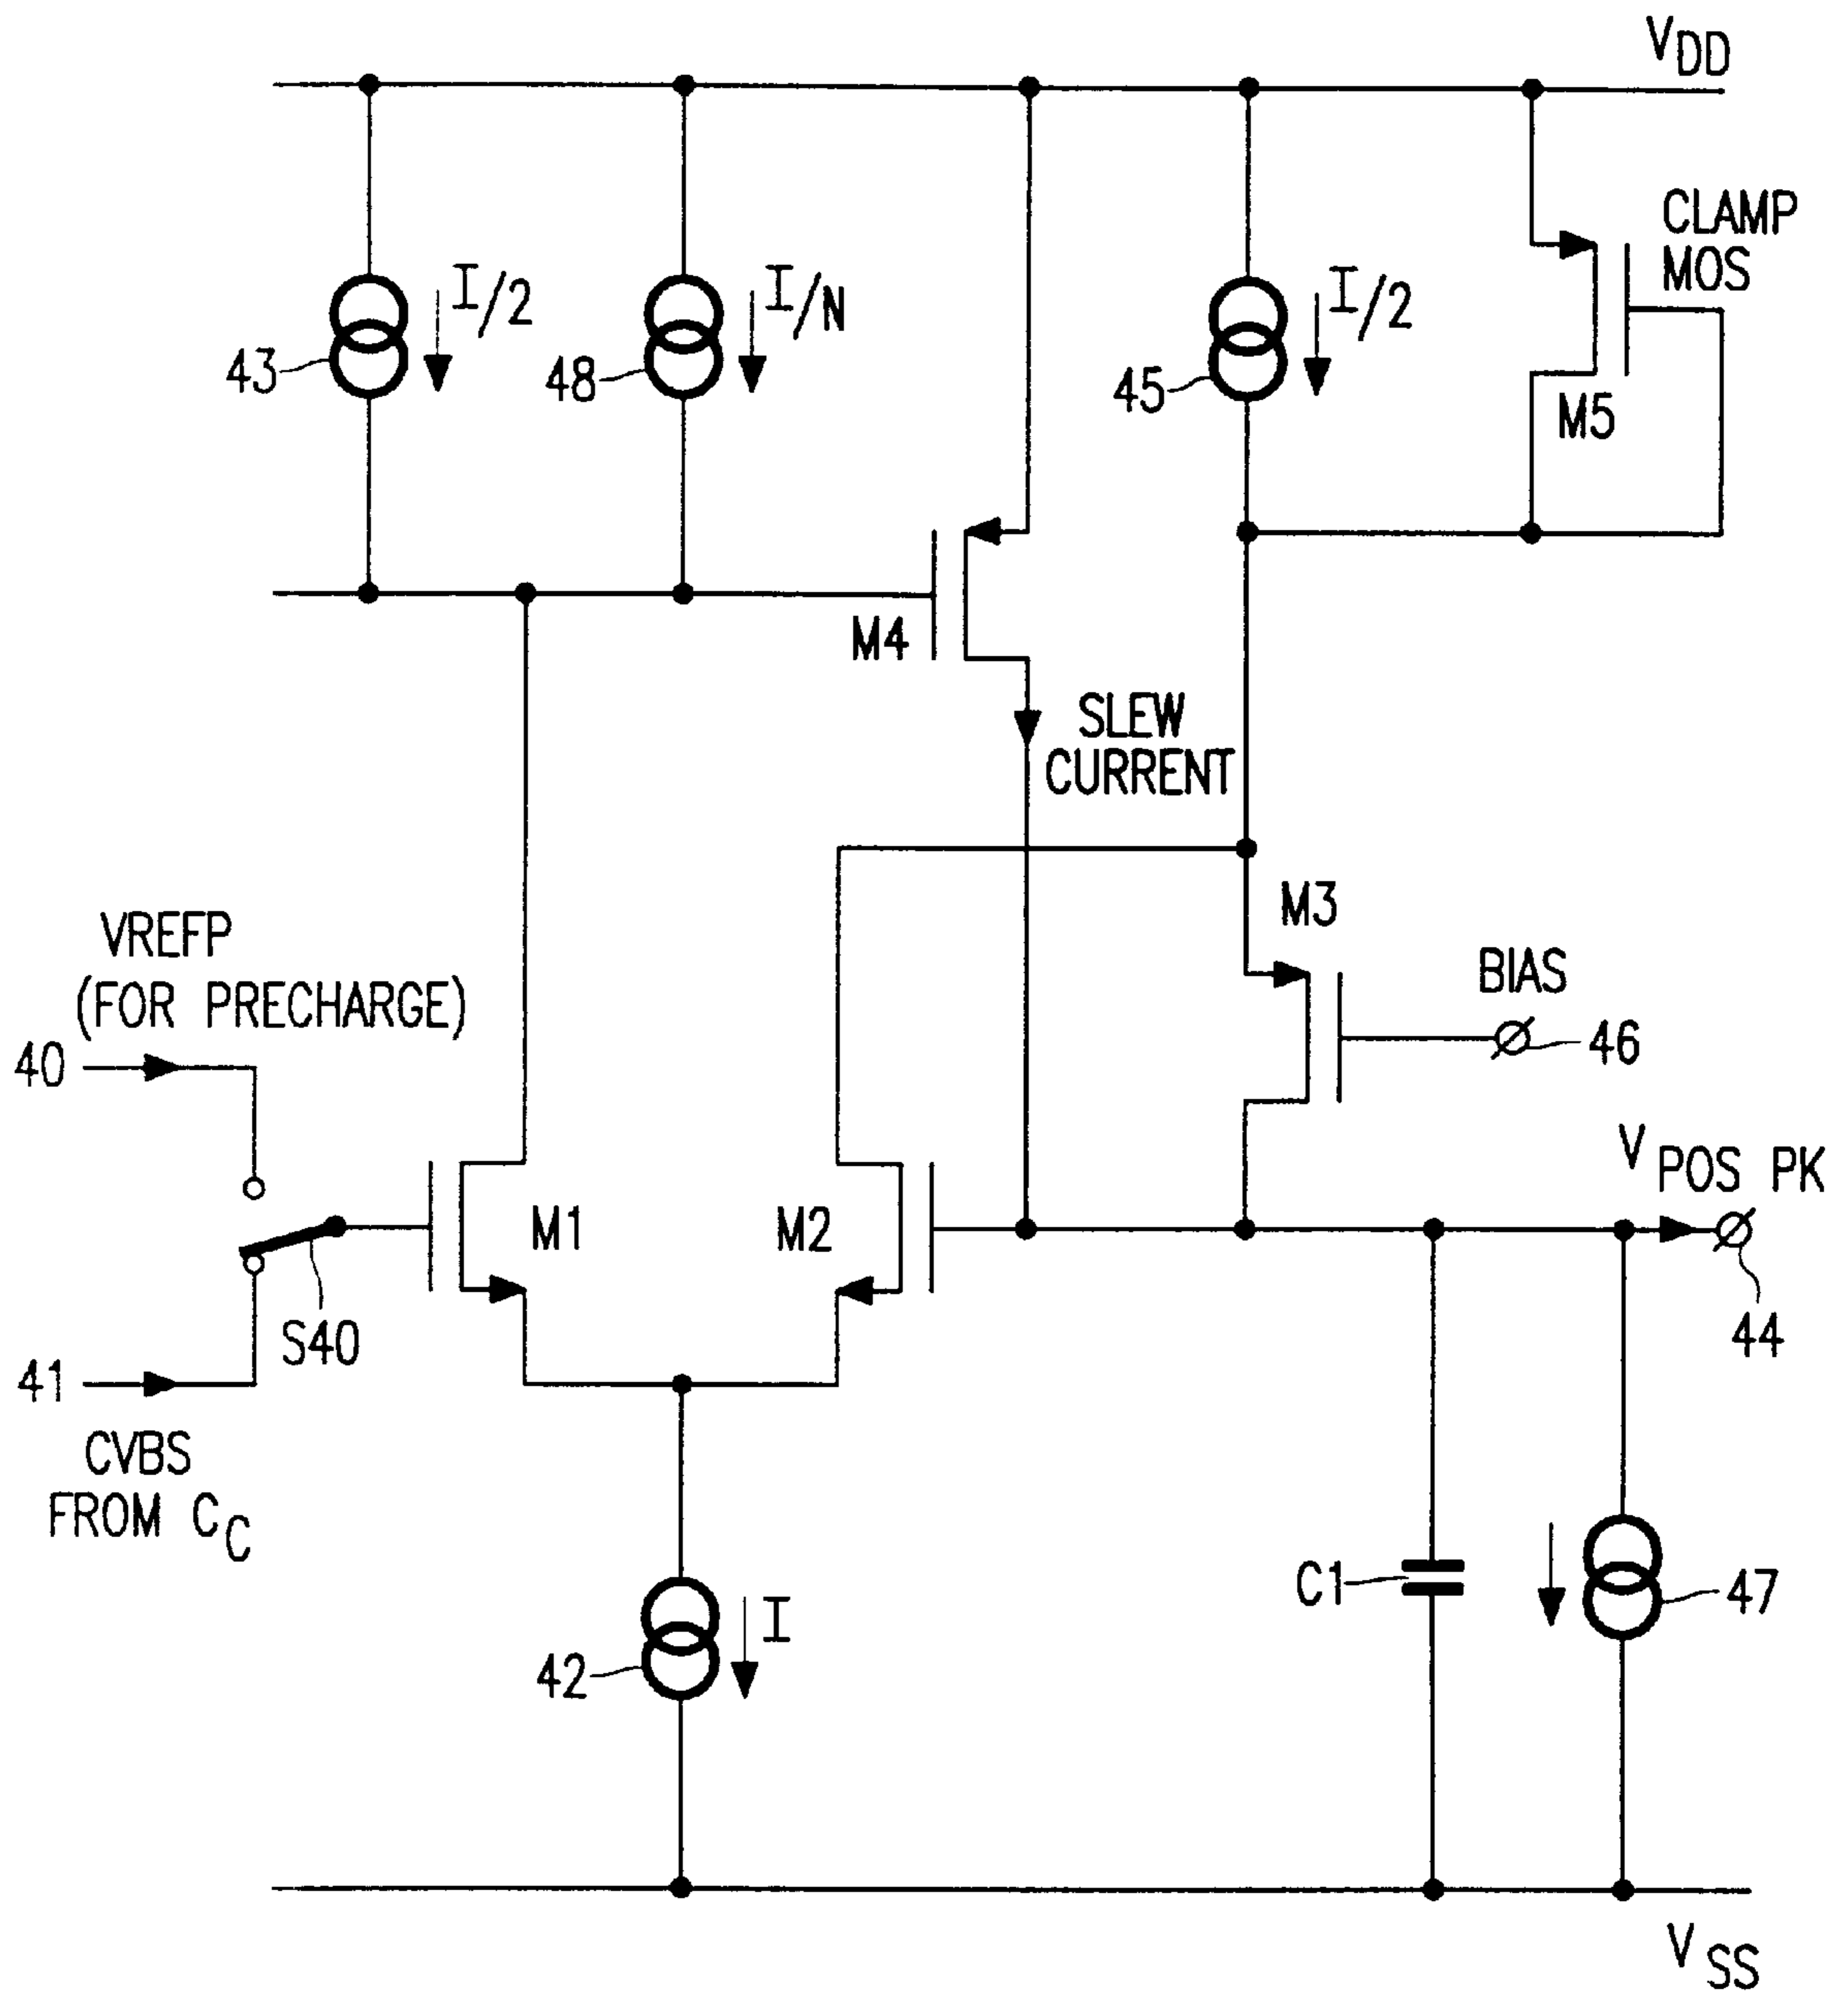 VDD
CLAMP
MOS
I/2
I/N
I/2
43
48
45
M5
M4
SLEW
CURRENT
M3
VREFP
(FOR PRECHARGE)
BIAS
40
46
V POS PK
M1
M2
S40
44
41
CVBS
FROM CC
C1
47
I
42
VSS